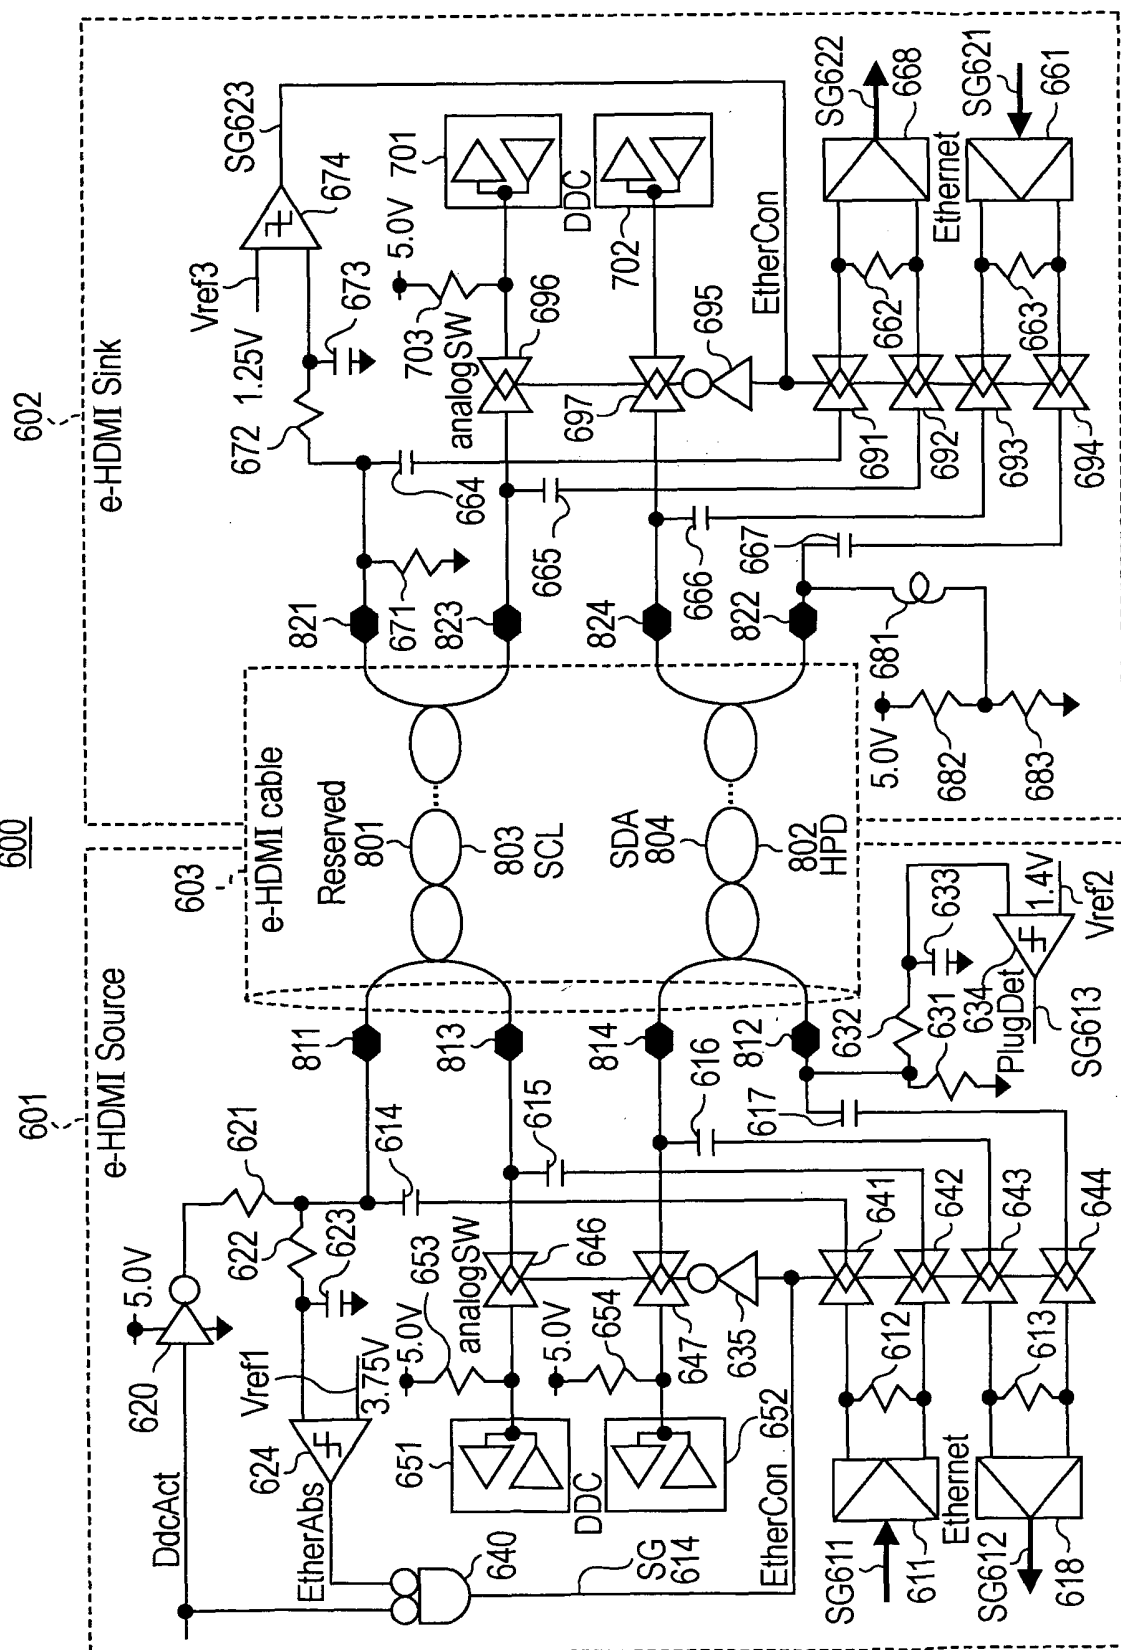 600
601
e-HDMI Source
DdcAct
5.0V
620
621
622
623
Vref1
3.75V
624
EtherAbs
640
SG
614
EtherCon
811
614
813
615
5.0V
653
analogSW
646
651
DDC
652
5.0V
654
647
635
814
616
812
617
641
642
643
644
612
613
SG611
611
Ethernet
SG612
618
632
631
633
634
PlugDet
SG613
1.4V
Vref2
603
e-HDMI cable
Reserved
801
803
SCL
SDA
804
802
HPD
602
e-HDMI Sink
SG623
674
Vref3
1.25V
672
673
821
671
664
823
665
5.0V
703
analogSW
696
701
DDC
702
697
695
EtherCon
824
666
822
667
681
5.0V
682
683
691
692
693
694
662
663
SG622
668
Ethernet
SG621
661